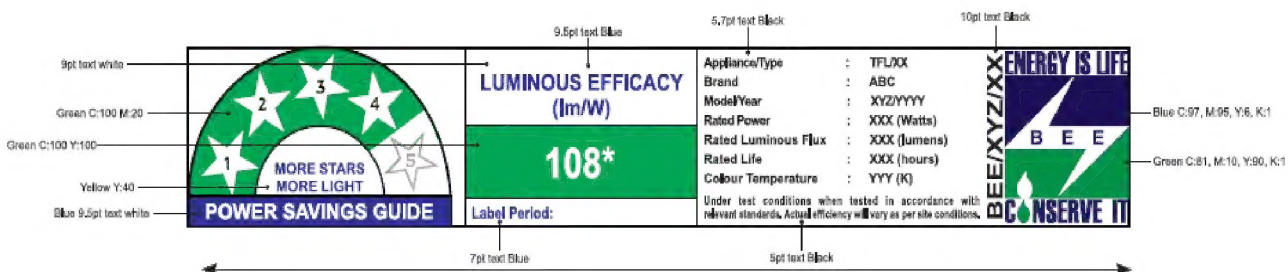 5.7pt text Black
10pt text Black
9.5pt text Blue
9pt text white
Green C:100 M:20
Green C:100 Y:100
Yellow Y:40
Blue 9.5pt text white
1
2
3
4
5
MORE STARS
MORE LIGHT
POWER SAVINGS GUIDE
LUMINOUS EFFICACY
(lm/W)
108*
Label Period:
Appliance/Type : TFL/XX
Brand : ABC
Model/Year : XYZ/YYYY
Rated Power : XXX (Watts)
Rated Luminous Flux : XXX (lumens)
Rated Life : XXX (hours)
Colour Temperature : YYY (K)
Under test conditions when tested in accordance with
relevant standards. Actual efficiency will vary as per site conditions.
BEE/XYZ/XX
ENERGY IS LIFE
BEE
CONSERVE IT
Blue C:97, M:95, Y:6, K:1
Green C:81, M:10, Y:90, K:1
7pt text Blue
5pt text Black